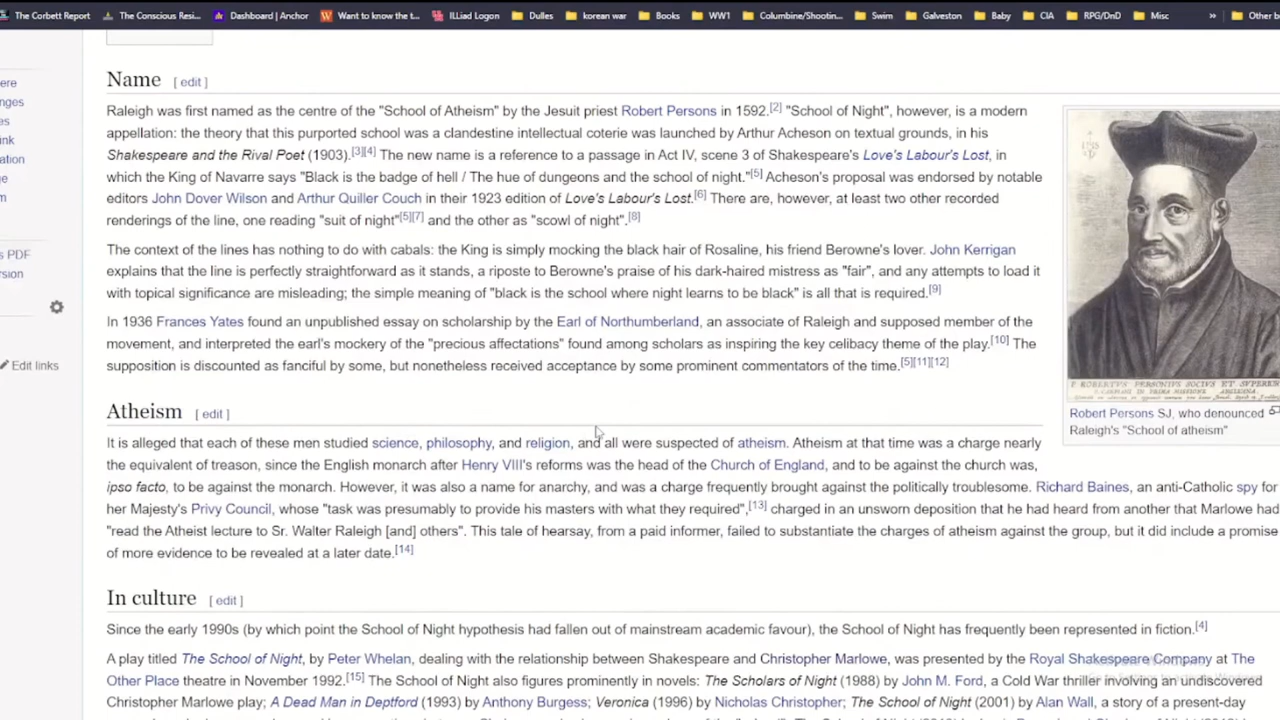 The Corbett Report The Conscious Resi... Dashboard | Anchor Want to know the t... ILLiad Logon Dulles korean war Books WW1 Columbine/Shootin... Swim Galveston Baby CIA RPG/DnD Misc » Other b
Name [ edit ]
Raleigh was first named as the centre of the "School of Atheism" by the Jesuit priest Robert Persons in 1592.[2] "School of Night", however, is a modern
appellation: the theory that this purported school was a clandestine intellectual coterie was launched by Arthur Acheson on textual grounds, in his
Shakespeare and the Rival Poet (1903).[3][4] The new name is a reference to a passage in Act IV, scene 3 of Shakespeare's Love's Labour's Lost, in
which the King of Navarre says "Black is the badge of hell / The hue of dungeons and the school of night."[5] Acheson's proposal was endorsed by notable
editors John Dover Wilson and Arthur Quiller Couch in their 1923 edition of Love's Labour's Lost.[6] There are, however, at least two other recorded
renderings of the line, one reading "suit of night"[5][7] and the other as "scowl of night".[8]
The context of the lines has nothing to do with cabals: the King is simply mocking the black hair of Rosaline, his friend Berowne's lover. John Kerrigan
explains that the line is perfectly straightforward as it stands, a riposte to Berowne's praise of his dark-haired mistress as "fair", and any attempts to load it
with topical significance are misleading; the simple meaning of "black is the school where night learns to be black" is all that is required.[9]
In 1936 Frances Yates found an unpublished essay on scholarship by the Earl of Northumberland, an associate of Raleigh and supposed member of the
movement, and interpreted the earl's mockery of the "precious affectations" found among scholars as inspiring the key celibacy theme of the play.[10] The
supposition is discounted as fanciful by some, but nonetheless received acceptance by some prominent commentators of the time.[5][11][12]
Robert Persons SJ, who denounced
Raleigh's "School of atheism"
Atheism [ edit ]
It is alleged that each of these men studied science, philosophy, and religion, and all were suspected of atheism. Atheism at that time was a charge nearly
the equivalent of treason, since the English monarch after Henry VIII's reforms was the head of the Church of England, and to be against the church was,
ipso facto, to be against the monarch. However, it was also a name for anarchy, and was a charge frequently brought against the politically troublesome. Richard Baines, an anti-Catholic spy for
her Majesty's Privy Council, whose "task was presumably to provide his masters with what they required",[13] charged in an unsworn deposition that he had heard from another that Marlowe had
"read the Atheist lecture to Sr. Walter Raleigh [and] others". This tale of hearsay, from a paid informer, failed to substantiate the charges of atheism against the group, but it did include a promise
of more evidence to be revealed at a later date.[14]
In culture [ edit ]
Since the early 1990s (by which point the School of Night hypothesis had fallen out of mainstream academic favour), the School of Night has frequently been represented in fiction.[4]
A play titled The School of Night, by Peter Whelan, dealing with the relationship between Shakespeare and Christopher Marlowe, was presented by the Royal Shakespeare Company at The
Other Place theatre in November 1992.[15] The School of Night also figures prominently in novels: The Scholars of Night (1988) by John M. Ford, a Cold War thriller involving an undiscovered
Christopher Marlowe play; A Dead Man in Deptford (1993) by Anthony Burgess; Veronica (1996) by Nicholas Christopher; The School of Night (2001) by Alan Wall, a story of a present-day
ere
nges
es
ink
ation
ge
m
s PDF
rsion
Edit links